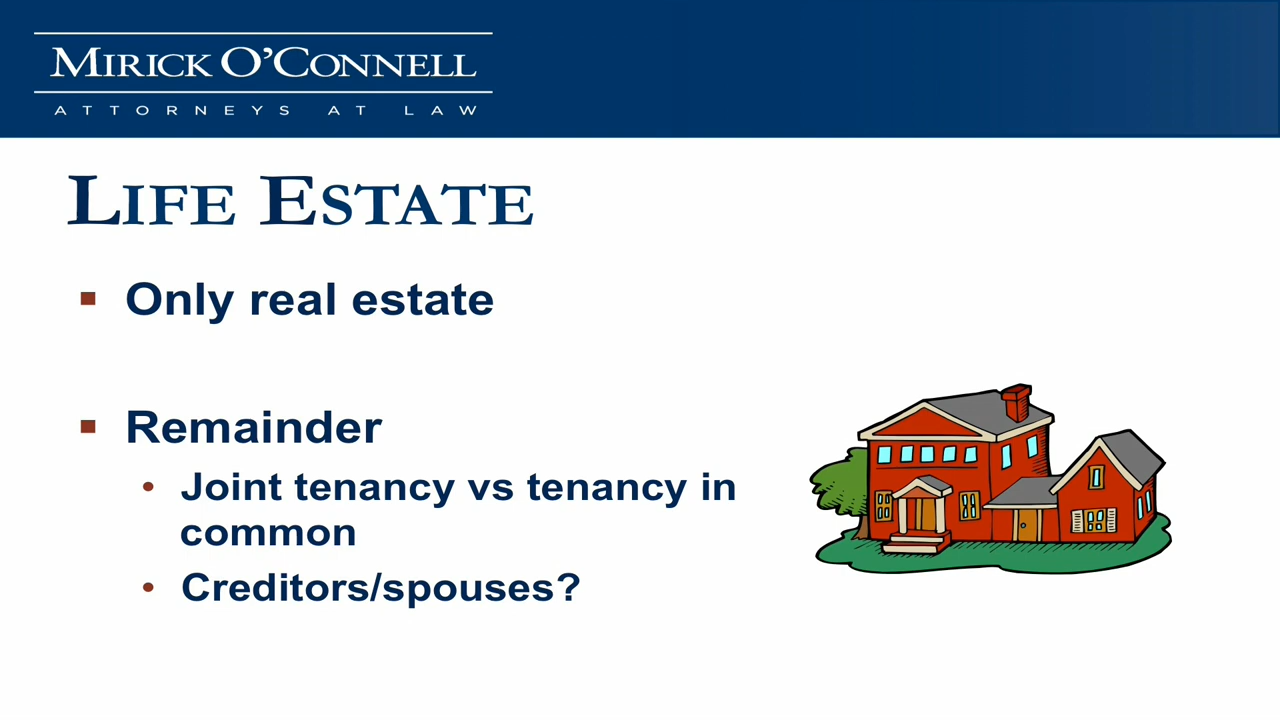 MIRICK O'CONNELL
ATTORNEYS AT LAW
LIFE ESTATE
▪ Only real estate
▪ Remainder
• Joint tenancy vs tenancy in
common
• Creditors/spouses?